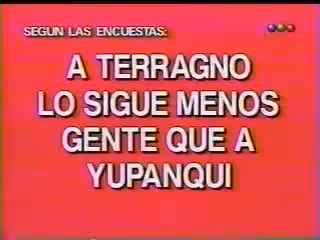 SEGUN LAS ENCUESTAS:
A TERRAGNO
LO SIGUE MENOS
GENTE QUE A
YUPANQUI